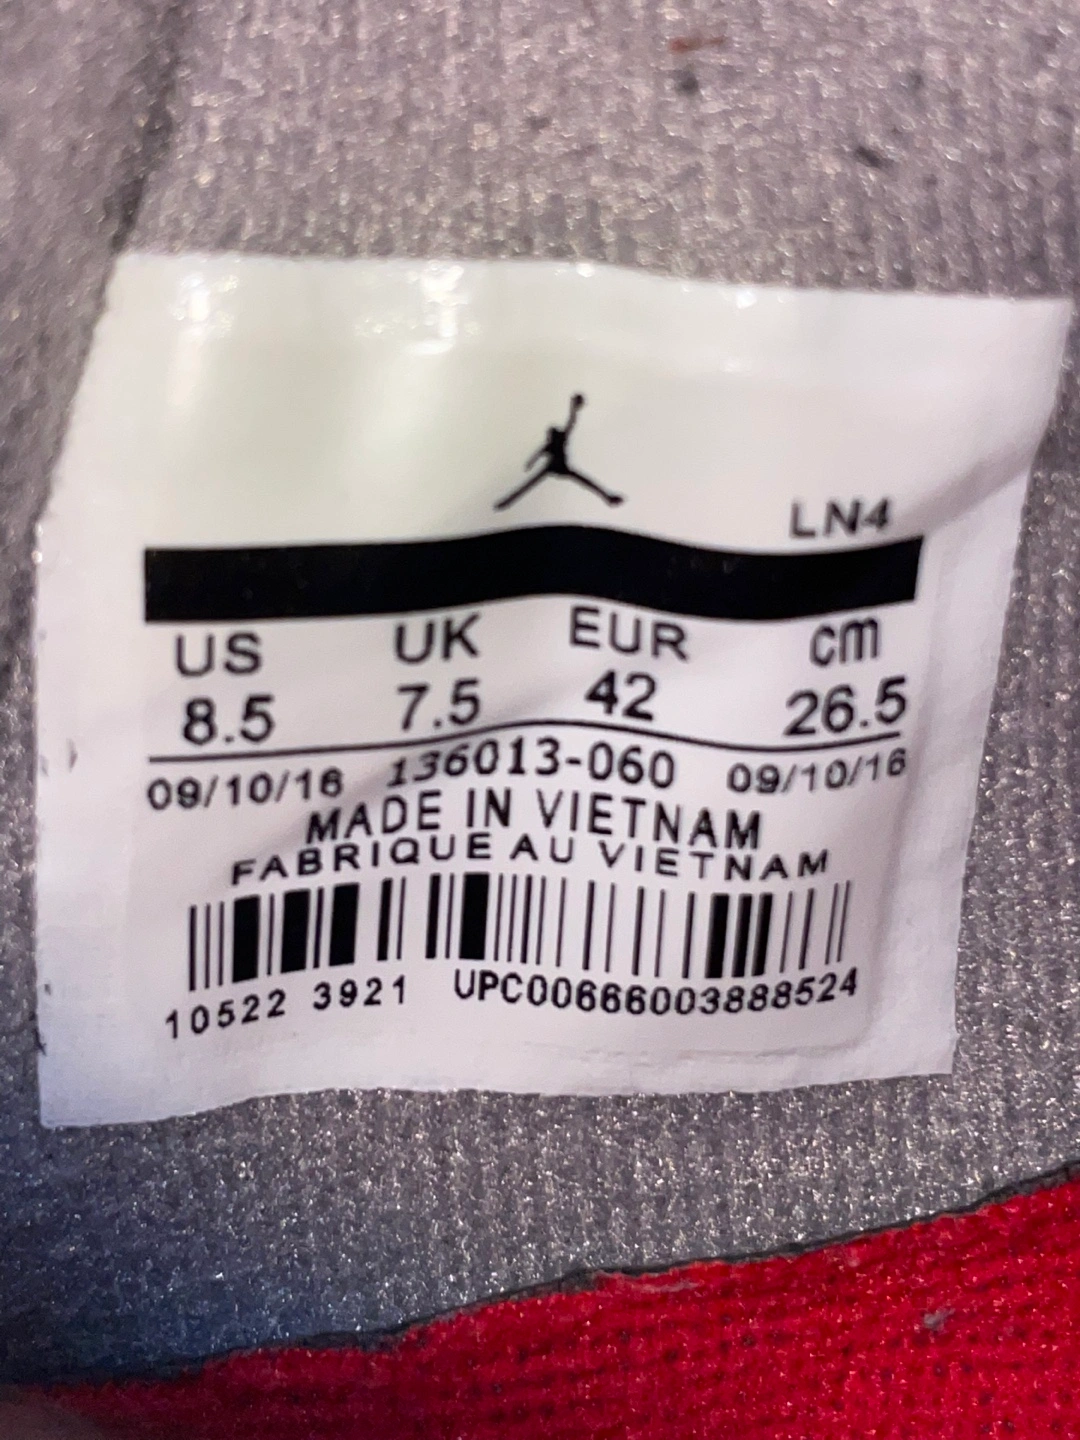 LN4
US UK EUR cm
8.5 7.5 42 26.5
09/10/16 136013-060 09/10/16
MADE IN VIETNAM
FABRIQUE AU VIETNAM
10522 3921 UPC00666003888524